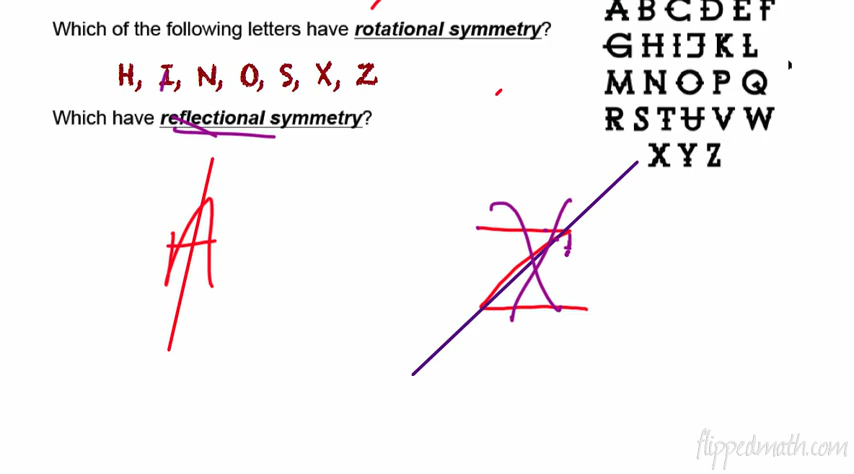 Which of the following letters have rotational symmetry?
H, I, N, O, S, X, Z
Which have reflectional symmetry?
A B C D E F
G H I J K L
M N O P Q
R S T U V W
X Y Z
A
Z
flippedmath.com